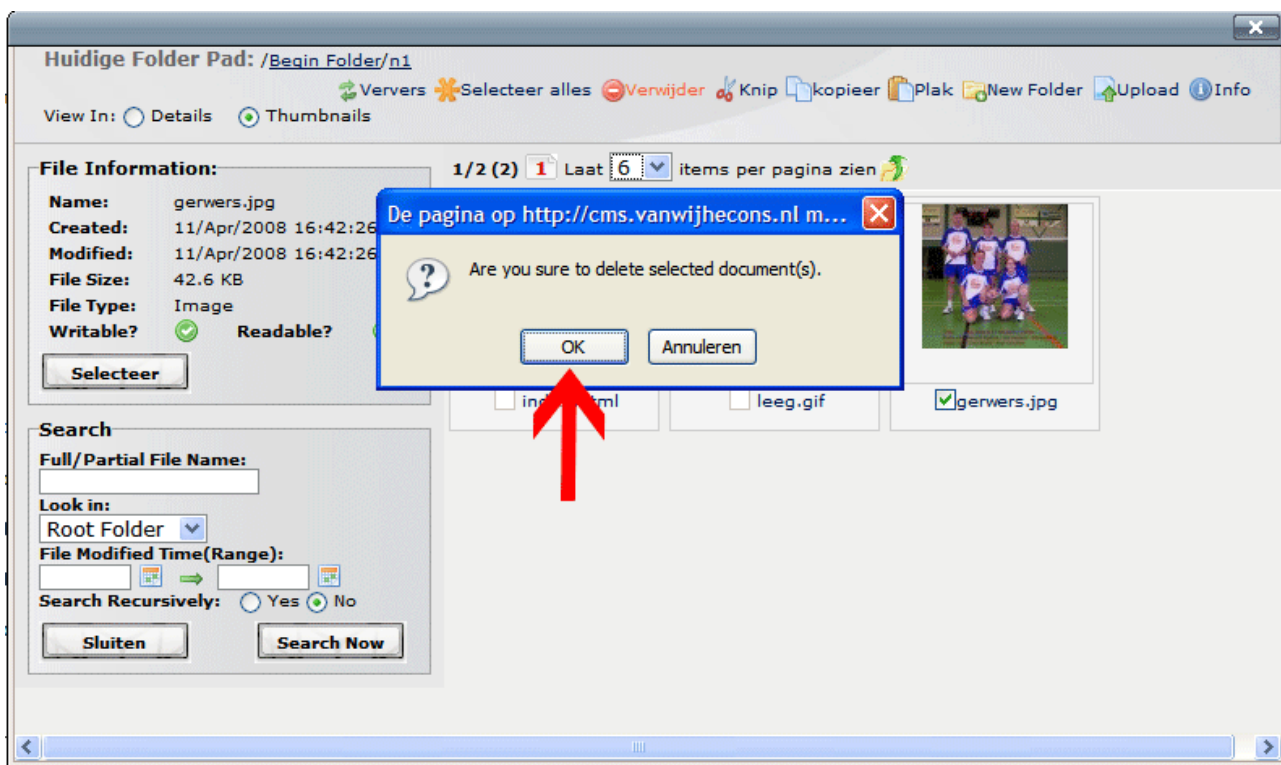 Huidige Folder Pad: /Begin Folder/n1
Ververs Selecteer alles Verwijder Knip kopieer Plak New Folder Upload Info
View In: Details Thumbnails
File Information:
Name: gerwers.jpg
Created: 11/Apr/2008 16:42:26
Modified: 11/Apr/2008 16:42:26
File Size: 42.6 KB
File Type: Image
Writable? Readable?
Selecteer
Search
Full/Partial File Name:
Look in:
Root Folder
File Modified Time(Range):
Search Recursively: Yes No
Sluiten Search Now
1/2 (2) 1 Laat 6 items per pagina zien
De pagina op http://cms.vanwijhecons.nl m...
Are you sure to delete selected document(s).
OK Annuleren
leeg.gif gerwers.jpg